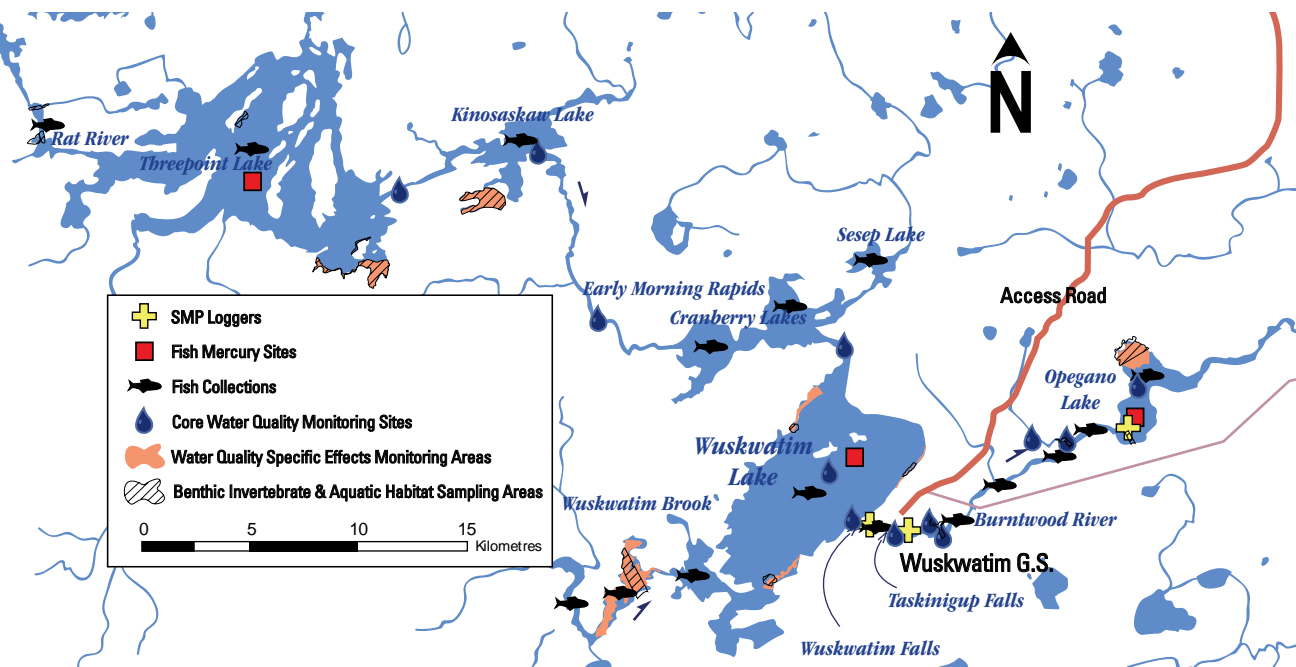 N
Kinosaskaw Lake
Rat River
Threepoint Lake
Sesep Lake
Early Morning Rapids
Cranberry Lakes
Access Road
Opegano
Lake
Wuskwatim
Lake
Wuskwatim Brook
Burntwood River
Wuskwatim G.S.
Taskinigup Falls
Wuskwatim Falls
SMP Loggers
Fish Mercury Sites
Fish Collections
Core Water Quality Monitoring Sites
Water Quality Specific Effects Monitoring Areas
Benthic Invertebrate & Aquatic Habitat Sampling Areas
0 5 10 15
Kilometres